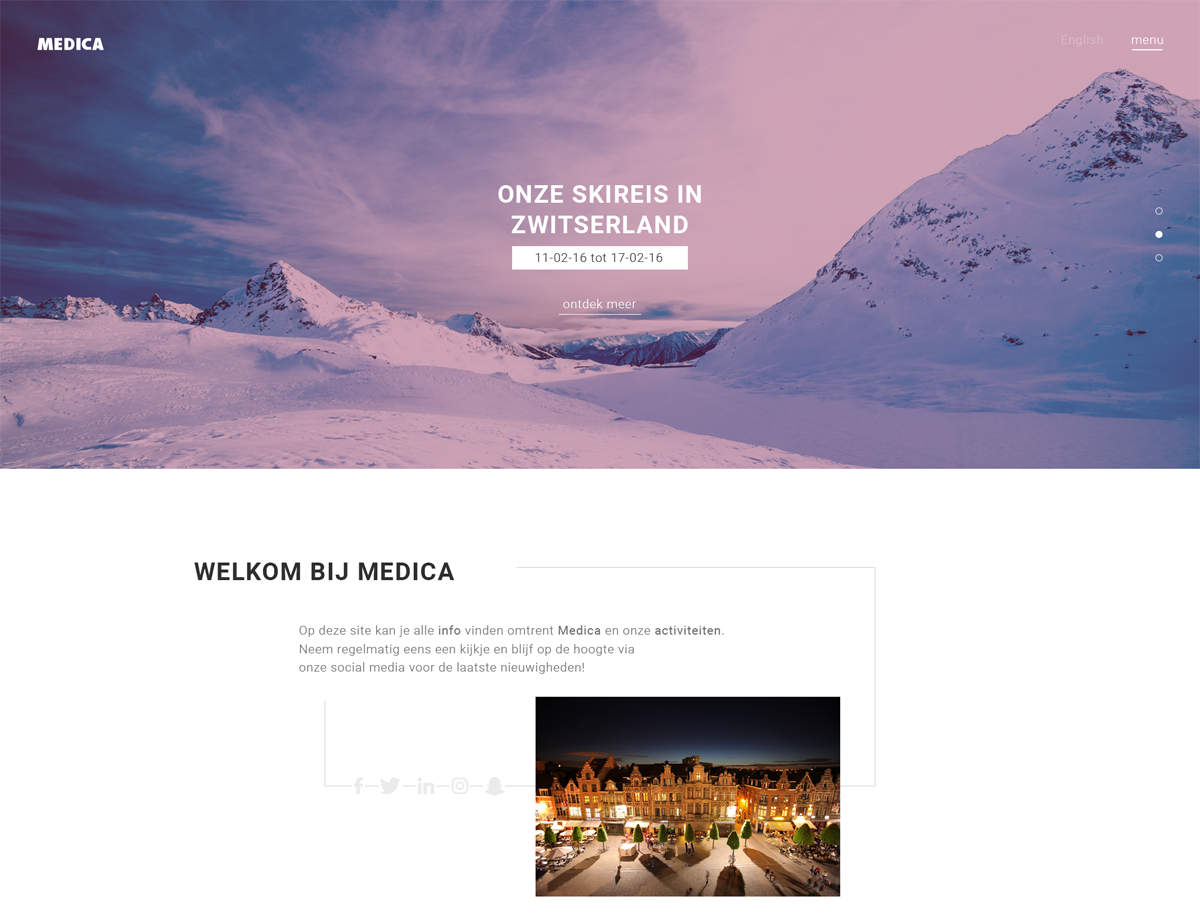 MEDICA
English
menu
ONZE SKIREIS IN
ZWITSERLAND
11-02-16 tot 17-02-16
ontdek meer
WELKOM BIJ MEDICA
Op deze site kan je alle info vinden omtrent Medica en onze activiteiten.
Neem regelmatig eens een kijkje en blijf op de hoogte via
onze social media voor de laatste nieuwigheden!